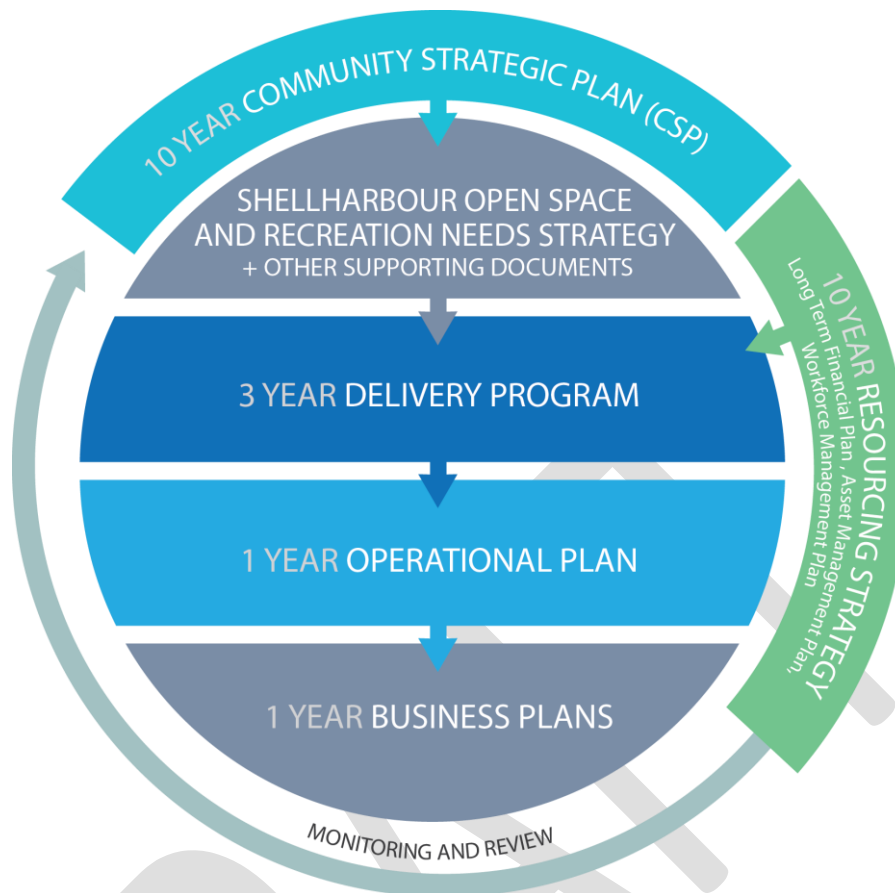 10 YEAR COMMUNITY STRATEGIC PLAN (CSP)
SHELLHARBOUR OPEN SPACE
AND RECREATION NEEDS STRATEGY
+ OTHER SUPPORTING DOCUMENTS
10 YEAR RESOURCING STRATEGY
Long Term Financial Plan , Asset Management Plan,
Workforce Management Plan
3 YEAR DELIVERY PROGRAM
1 YEAR OPERATIONAL PLAN
1 YEAR BUSINESS PLANS
MONITORING AND REVIEW